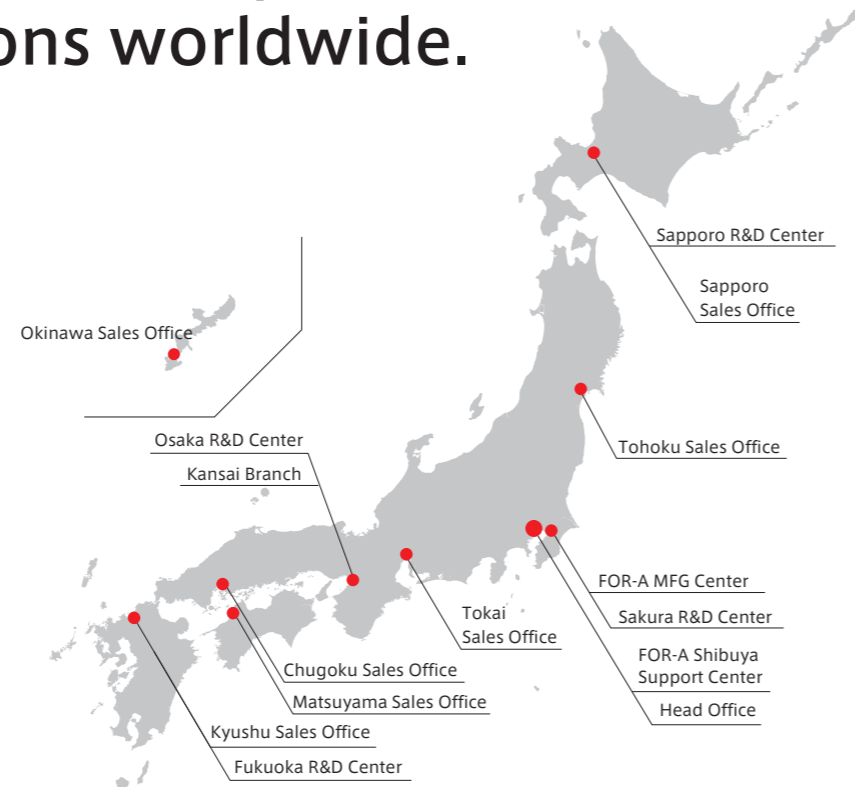 ons worldwide.
Sapporo R&D Center
Sapporo
Sales Office
Okinawa Sales Office
Osaka R&D Center
Kansai Branch
Tohoku Sales Office
FOR-A MFG Center
Sakura R&D Center
Tokai
Sales Office
FOR-A Shibuya
Support Center
Head Office
Chugoku Sales Office
Matsuyama Sales Office
Kyushu Sales Office
Fukuoka R&D Center